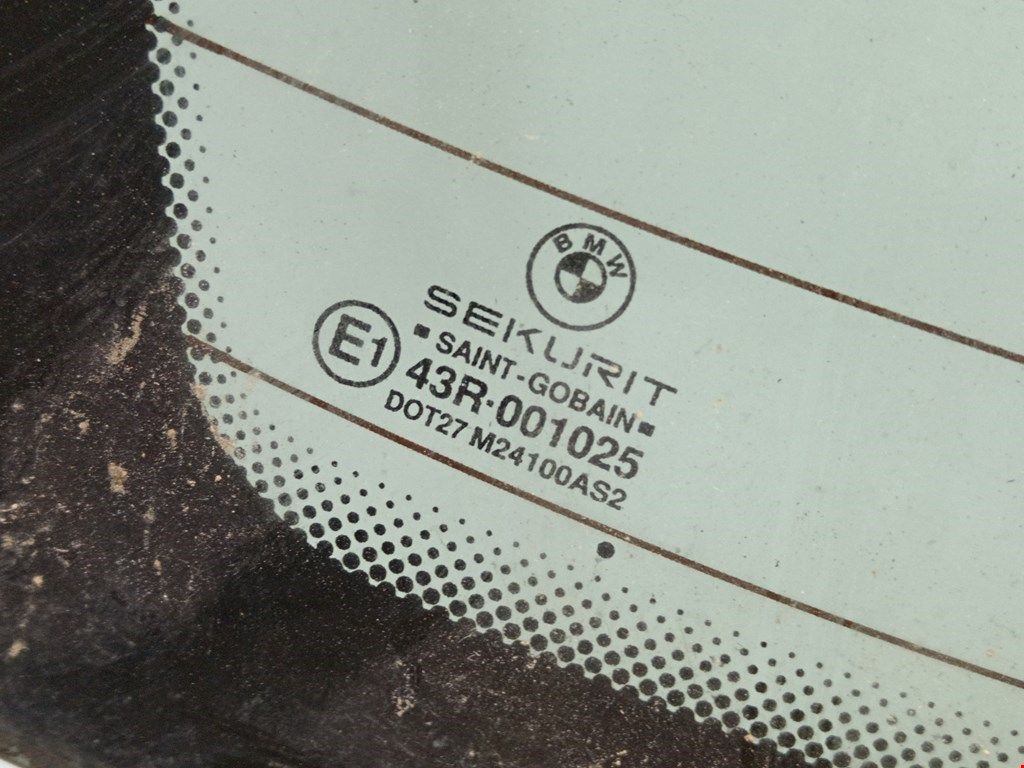 BMW
SEKURIT
▪ SAINT-GOBAIN ▪
E1
43R·001025
DOT27 M24100AS2